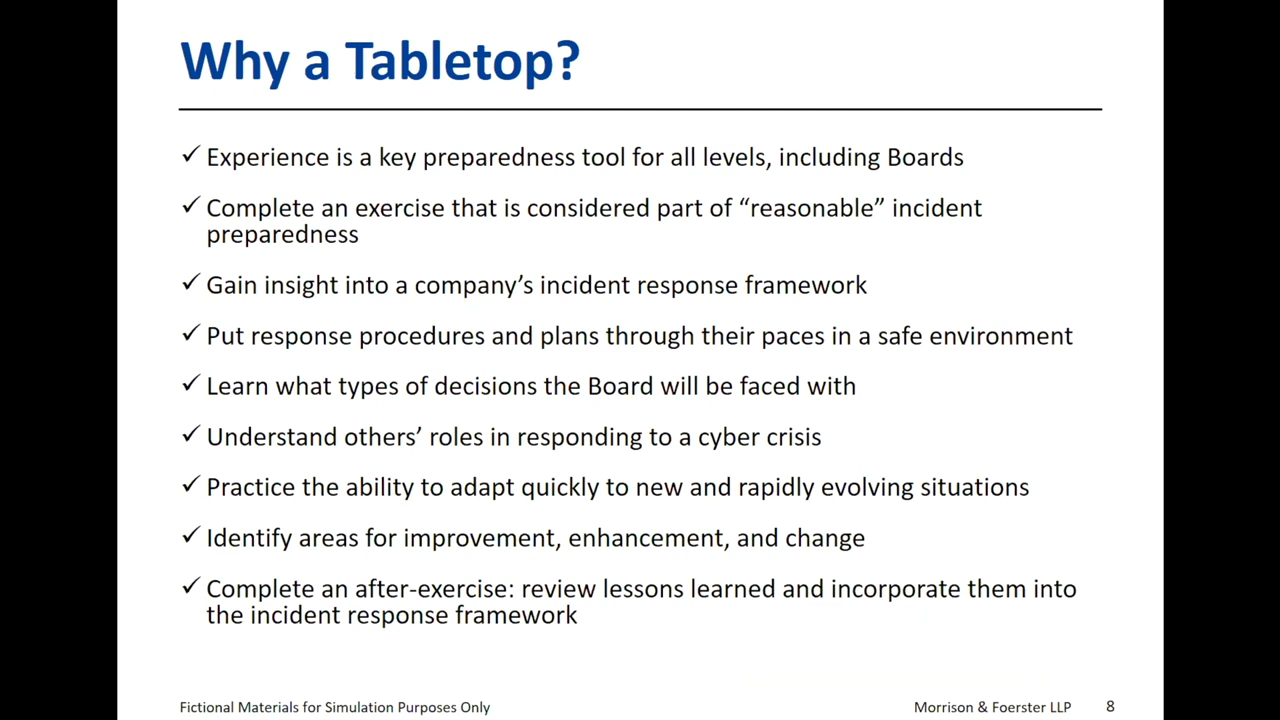 Why a Tabletop?
✓ Experience is a key preparedness tool for all levels, including Boards
✓ Complete an exercise that is considered part of “reasonable” incident
preparedness
✓ Gain insight into a company’s incident response framework
✓ Put response procedures and plans through their paces in a safe environment
✓ Learn what types of decisions the Board will be faced with
✓ Understand others’ roles in responding to a cyber crisis
✓ Practice the ability to adapt quickly to new and rapidly evolving situations
✓ Identify areas for improvement, enhancement, and change
✓ Complete an after-exercise: review lessons learned and incorporate them into
the incident response framework
Fictional Materials for Simulation Purposes Only
Morrison & Foerster LLP 8